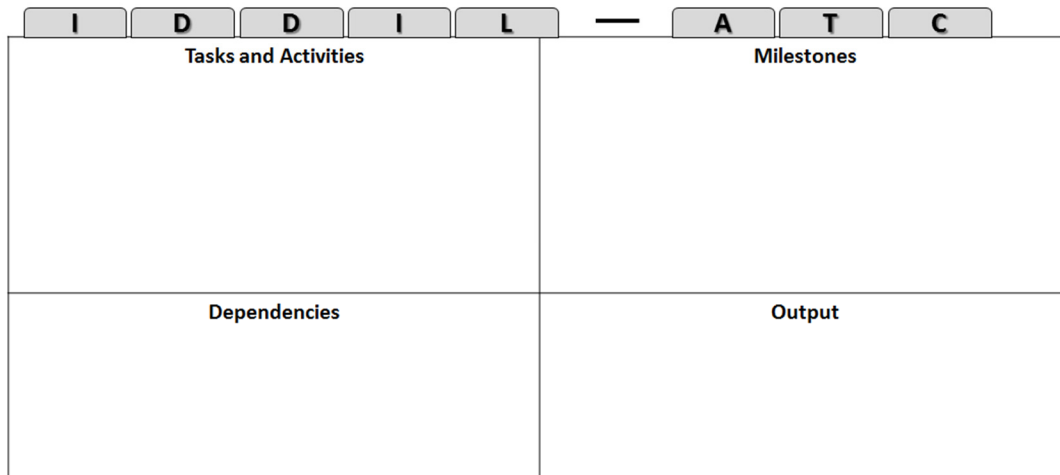 I D D I L — A T C
Tasks and Activities
Milestones
Dependencies
Output